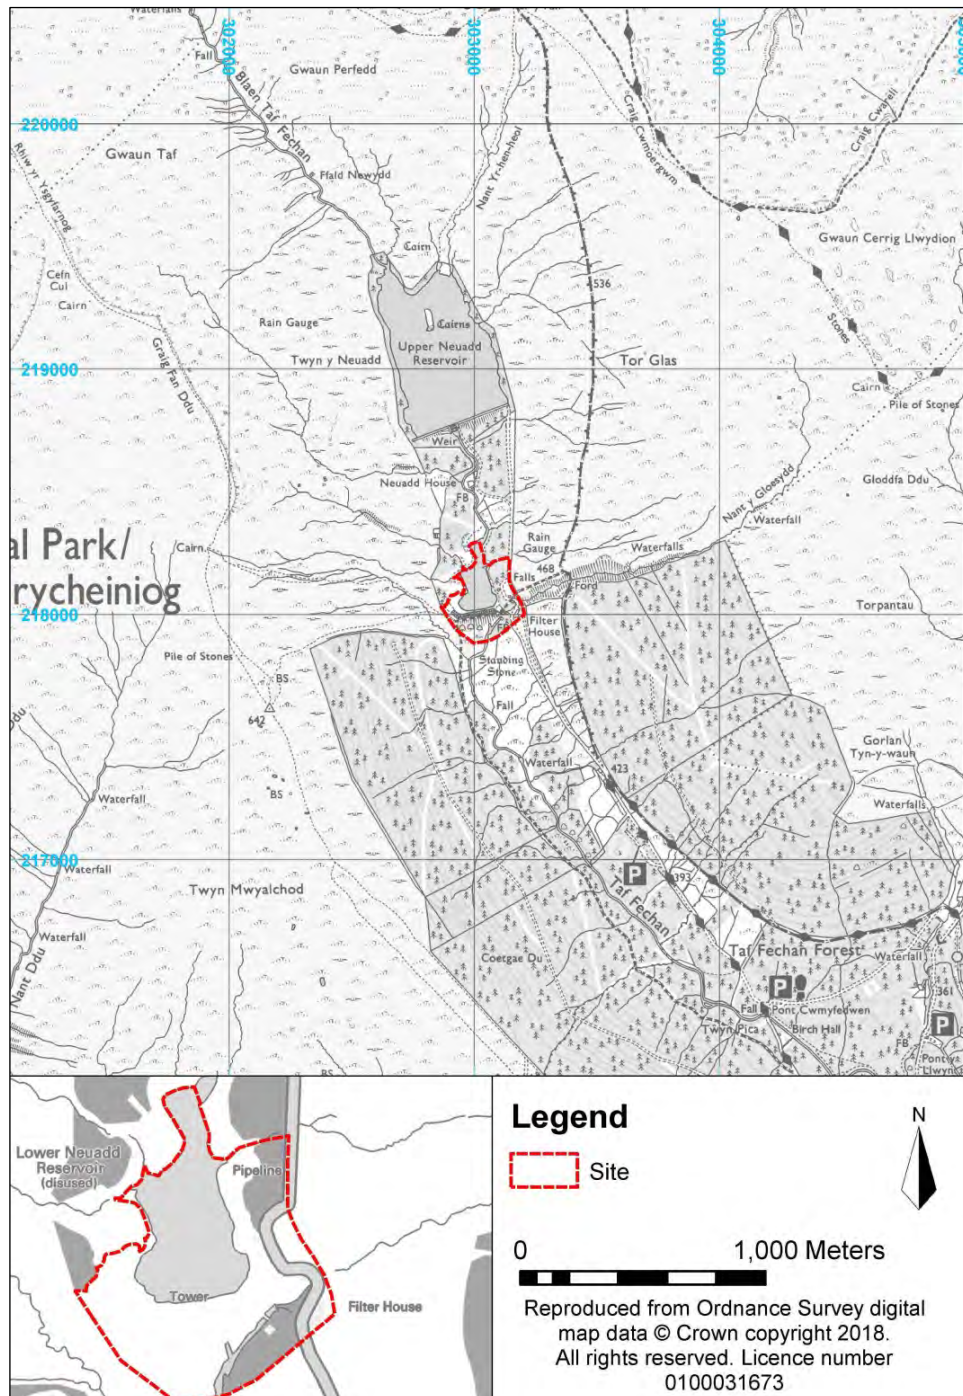 Waterfalls
Fall
302000
303000
304000
Gwaun Perfedd
Blaen Taf Fechan
Craig Cwmoergwm
Craig Cwareli
220000
Gwaun Taf
Rhiw yr Ysgyfarnog
Ffald Newydd
Nant Yr-hen-heol
Gwaun Cerrig Llwydion
Cairn
Cefn
Cul
Cairn
536
Rain Gauge
Cairns
Stones
Graig Fan Ddu
Twyn y Neuadd
Upper Neuadd
Reservoir
Tor Glas
219000
Cairn
Pile of Stones
Weir
Neuadd House
FB
Nant y Gloesydd
Gloddfa Ddu
Waterfall
al Park/
rycheiniog
Cairn
Rain
Gauge
Waterfalls
468
Falls
Ford
218000
Filter
House
Torpantau
Pile of Stones
BS
Standing
Stone
642
Fall
Waterfall
423
Gorlan
Tyn-y-waun
Waterfall
BS
Waterfalls
217000
Waterfall
Twyn Mwyalchod
P
393
Taf Fechan
Waterfall
Nant Ddu
Coetgae Du
Taf Fechan Forest
Waterfall
P
361
Fall
Pont Cwmyfedwen
Twyn Pica
Birch Hall
P
FB
Pont y
Llwyn
BS
Lower Neuadd
Reservoir
(disused)
Pipeline
Tower
Filter House
Legend
Site
N
0 1,000 Meters
Reproduced from Ordnance Survey digital
map data © Crown copyright 2018.
All rights reserved. Licence number
0100031673